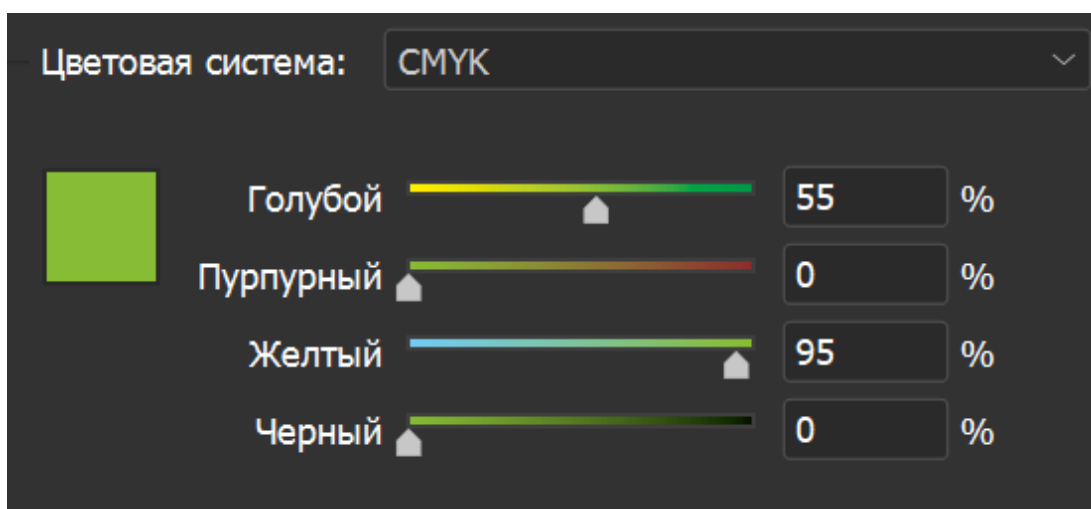 Цветовая система: CMYK
Голубой 55 %
Пурпурный 0 %
Желтый 95 %
Черный 0 %